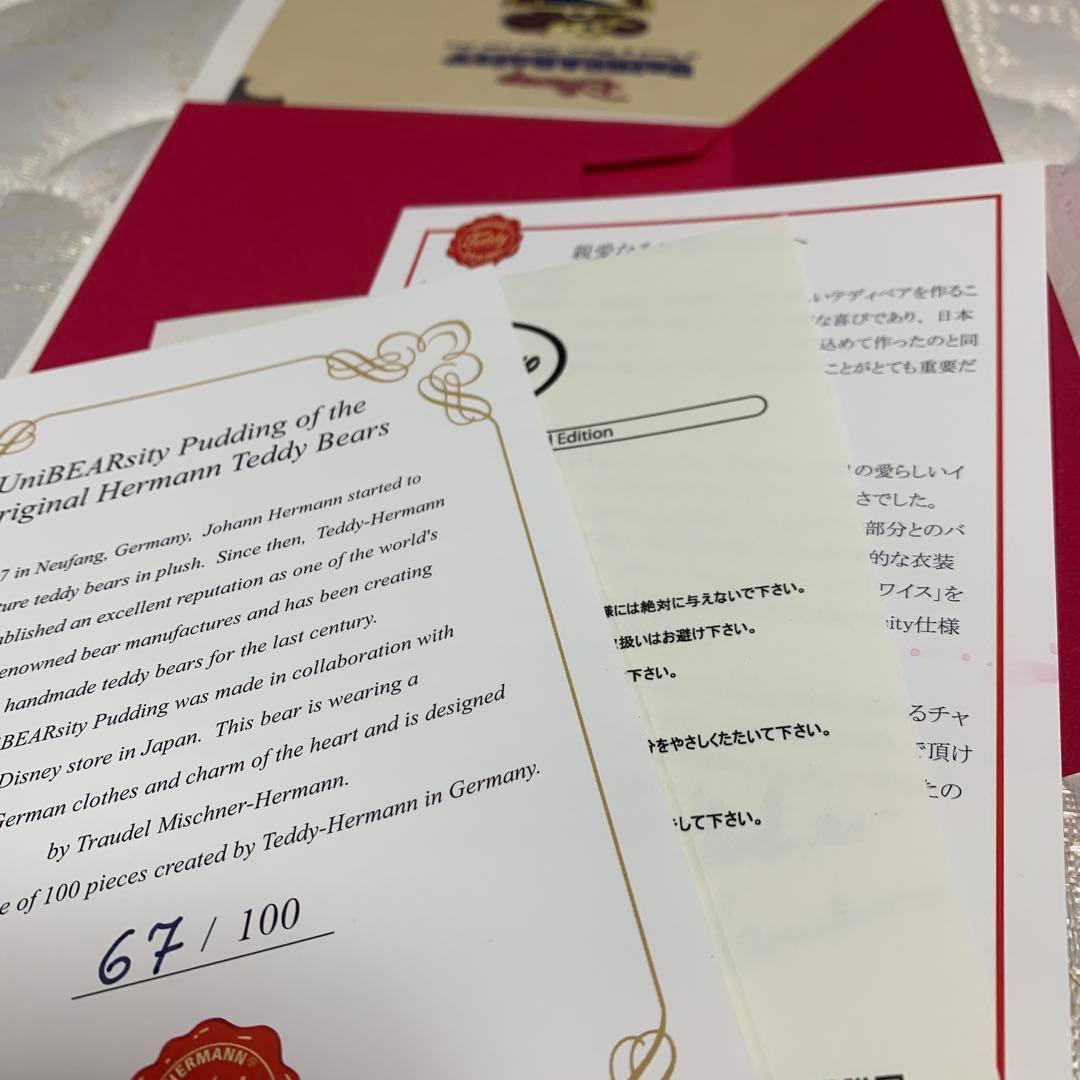 Disney
UniBEARsity
Teddy
親愛な
いテディベアを作るこ
な喜びであり、日本
込めて作ったのと同
ことがとても重要だ
の愛らしいイ
さでした。
部分とのバ
的な衣装
ワイス」を
sity仕様
るチャ
で頂け
たの
Edition
様には絶対に与えないで下さい。
扱いはお避け下さい。
下さい。
分をやさしくたたいて下さい。
して下さい。
UniBEARsity Pudding of the
riginal Hermann Teddy Bears
7 in Neufang, Germany, Johann Hermann started to
ture teddy bears in plush. Since then, Teddy-Hermann
ablished an excellent reputation as one of the world's
enowned bear manufactures and has been creating
handmade teddy bears for the last century.
BEARsity Pudding was made in collaboration with
Disney store in Japan. This bear is wearing a
German clothes and charm of the heart and is designed
by Traudel Mischner-Hermann.
e of 100 pieces created by Teddy-Hermann in Germany.
67 / 100
HERMANN®